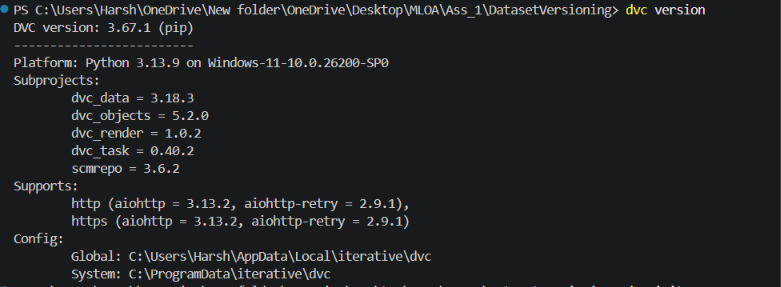 PS C:\Users\Harsh\OneDrive\New folder\OneDrive\Desktop\MLOA\Ass_1\DatasetVersioning> dvc version
DVC version: 3.67.1 (pip)
-------------------------
Platform: Python 3.13.9 on Windows-11-10.0.26200-SP0
Subprojects:
        dvc_data = 3.18.3
        dvc_objects = 5.2.0
        dvc_render = 1.0.2
        dvc_task = 0.40.2
        scmrepo = 3.6.2
Supports:
        http (aiohttp = 3.13.2, aiohttp-retry = 2.9.1),
        https (aiohttp = 3.13.2, aiohttp-retry = 2.9.1)
Config:
        Global: C:\Users\Harsh\AppData\Local\iterative\dvc
        System: C:\ProgramData\iterative\dvc